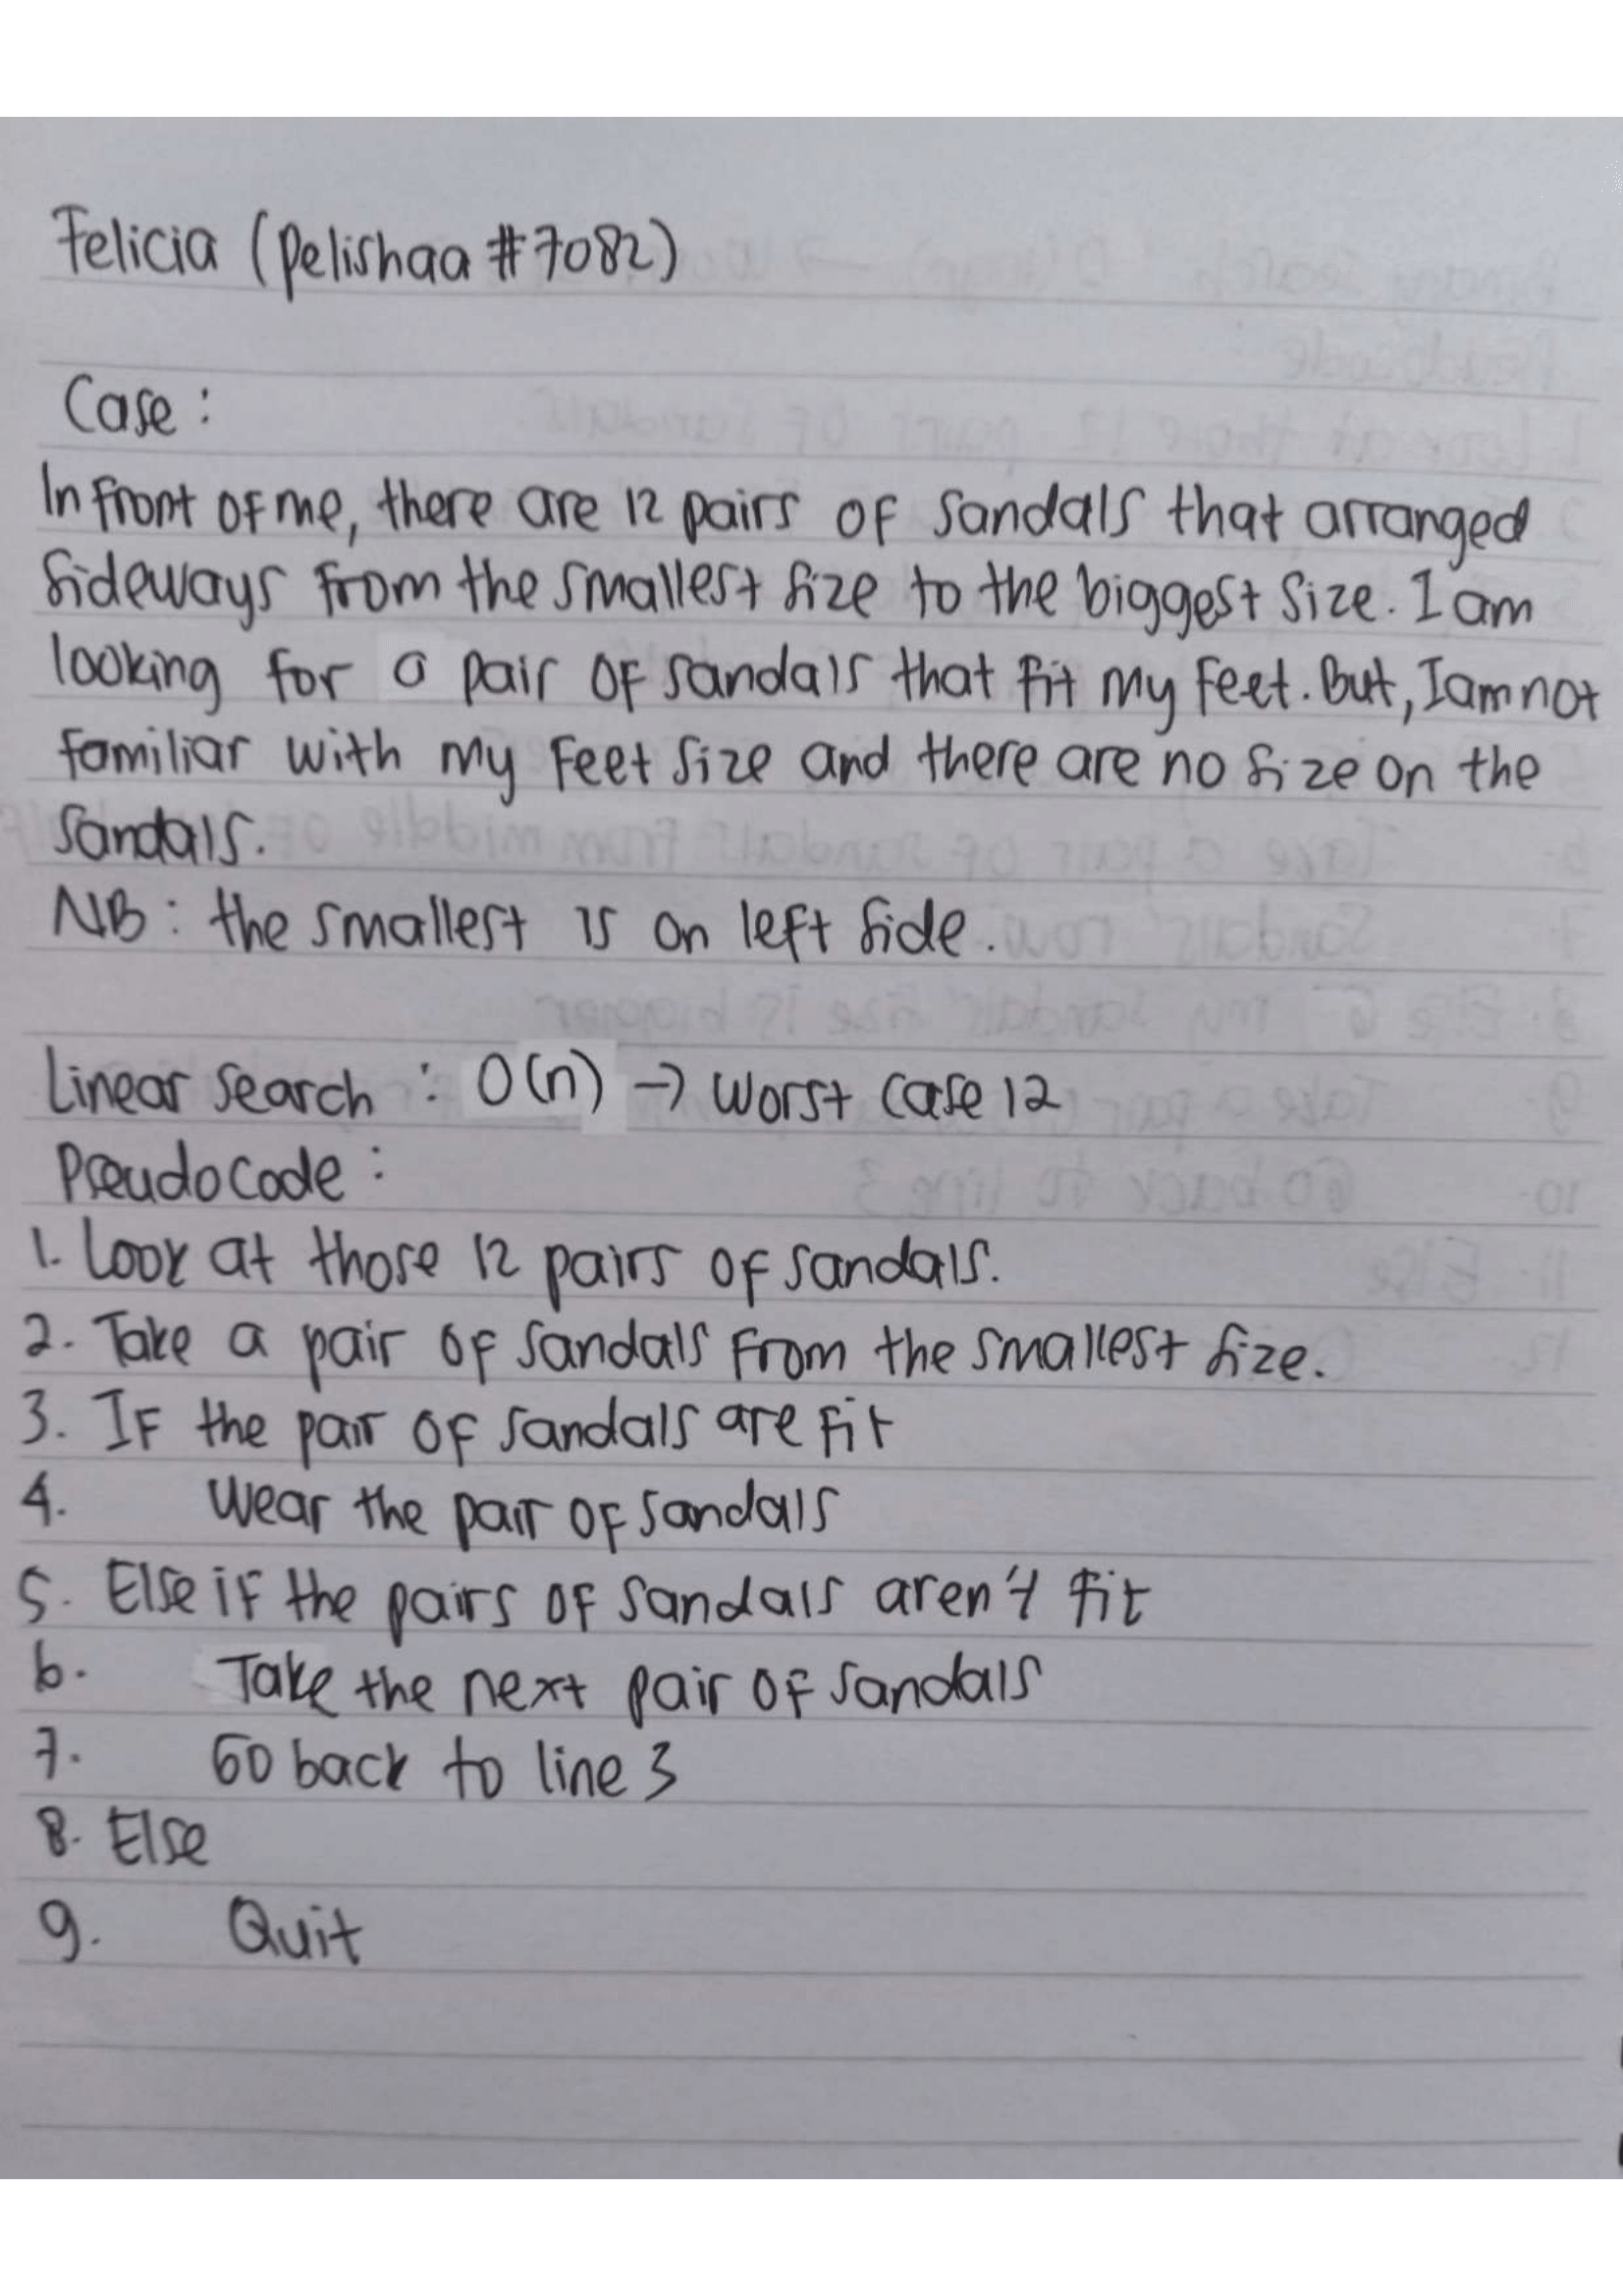 Felicia (pelishaa #7082)
Case :
In front of me, there are 12 pairs of sandals that arranged
sideways from the smallest size to the biggest size. I am
looking for a pair of sandals that fit my feet. But, I am not
familiar with my feet size and there are no size on the
sandals.
NB : the smallest is on left side.
Linear search : O(n) → worst case 12
Pseudocode :
1. Look at those 12 pairs of sandals.
2. Take a pair of sandals from the smallest size.
3. If the pair of sandals are fit
4. Wear the pair of sandals
5. Else if the pairs of sandals aren't fit
6. Take the next pair of sandals
7. Go back to line 3
8. Else
9. Quit